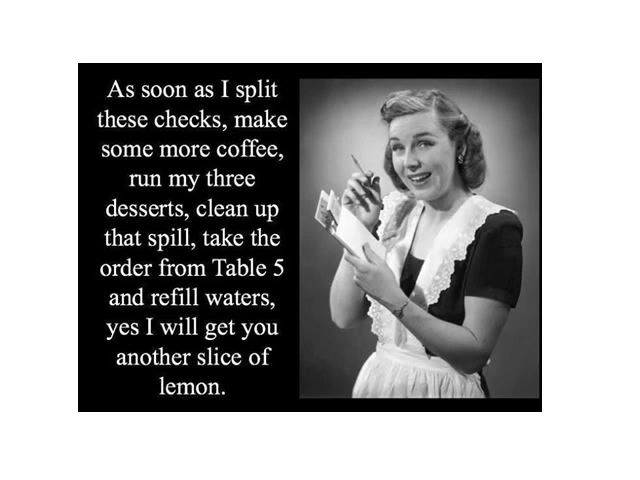 As soon as I split
these checks, make
some more coffee,
run my three
desserts, clean up
that spill, take the
order from Table 5
and refill waters,
yes I will get you
another slice of
lemon.